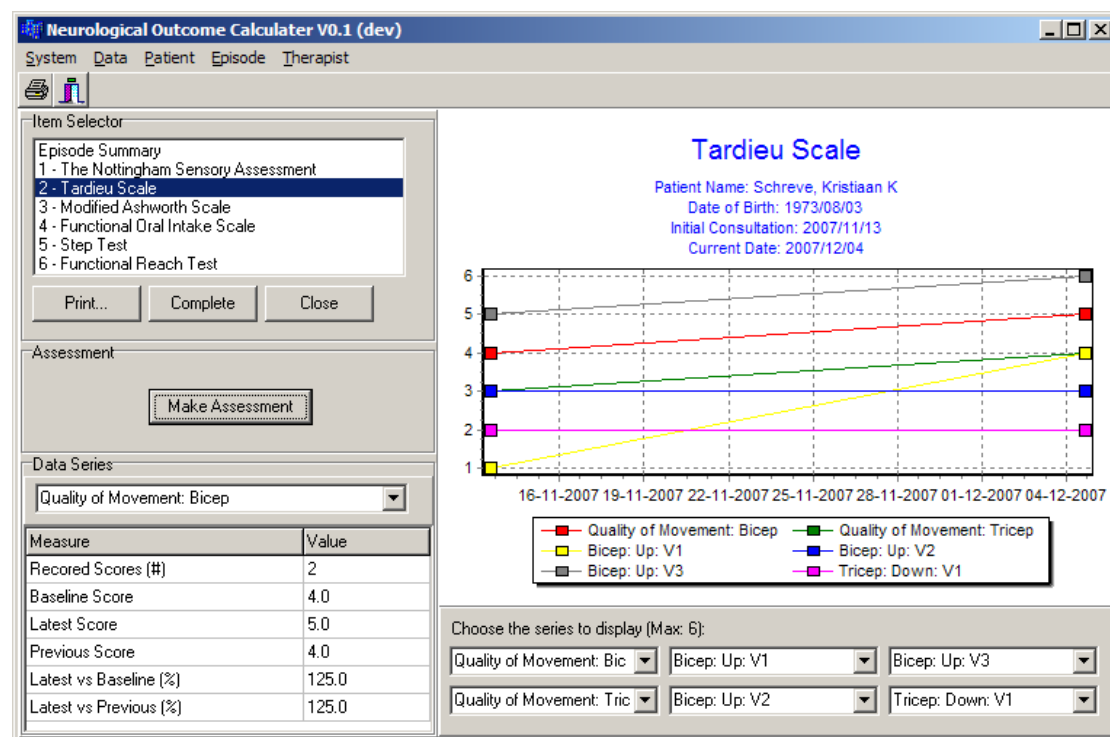 Neurological Outcome Calculater V0.1 (dev)
System Data Patient Episode Therapist
Item Selector
Episode Summary
1 - The Nottingham Sensory Assessment
2 - Tardieu Scale
3 - Modified Ashworth Scale
4 - Functional Oral Intake Scale
5 - Step Test
6 - Functional Reach Test
Print... Complete Close
Assessment
Make Assessment
Data Series
Quality of Movement: Bicep
Measure Value
Recored Scores (#) 2
Baseline Score 4.0
Latest Score 5.0
Previous Score 4.0
Latest vs Baseline (%) 125.0
Latest vs Previous (%) 125.0
Tardieu Scale
Patient Name: Schreve, Kristiaan K
Date of Birth: 1973/08/03
Initial Consultation: 2007/11/13
Current Date: 2007/12/04
6
5
4
3
2
1
16-11-2007 19-11-2007 22-11-2007 25-11-2007 28-11-2007 01-12-2007 04-12-2007
Quality of Movement: Bicep Quality of Movement: Tricep
Bicep: Up: V1 Bicep: Up: V2
Bicep: Up: V3 Tricep: Down: V1
Choose the series to display (Max: 6):
Quality of Movement: Bic Bicep: Up: V1 Bicep: Up: V3
Quality of Movement: Tric Bicep: Up: V2 Tricep: Down: V1